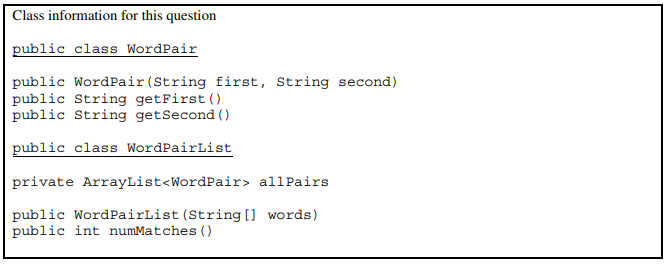 Class information for this question
public class WordPair
public WordPair(String first, String second)
public String getFirst()
public String getSecond()
public class WordPairList
private ArrayList<WordPair> allPairs
public WordPairList(String[] words)
public int numMatches()